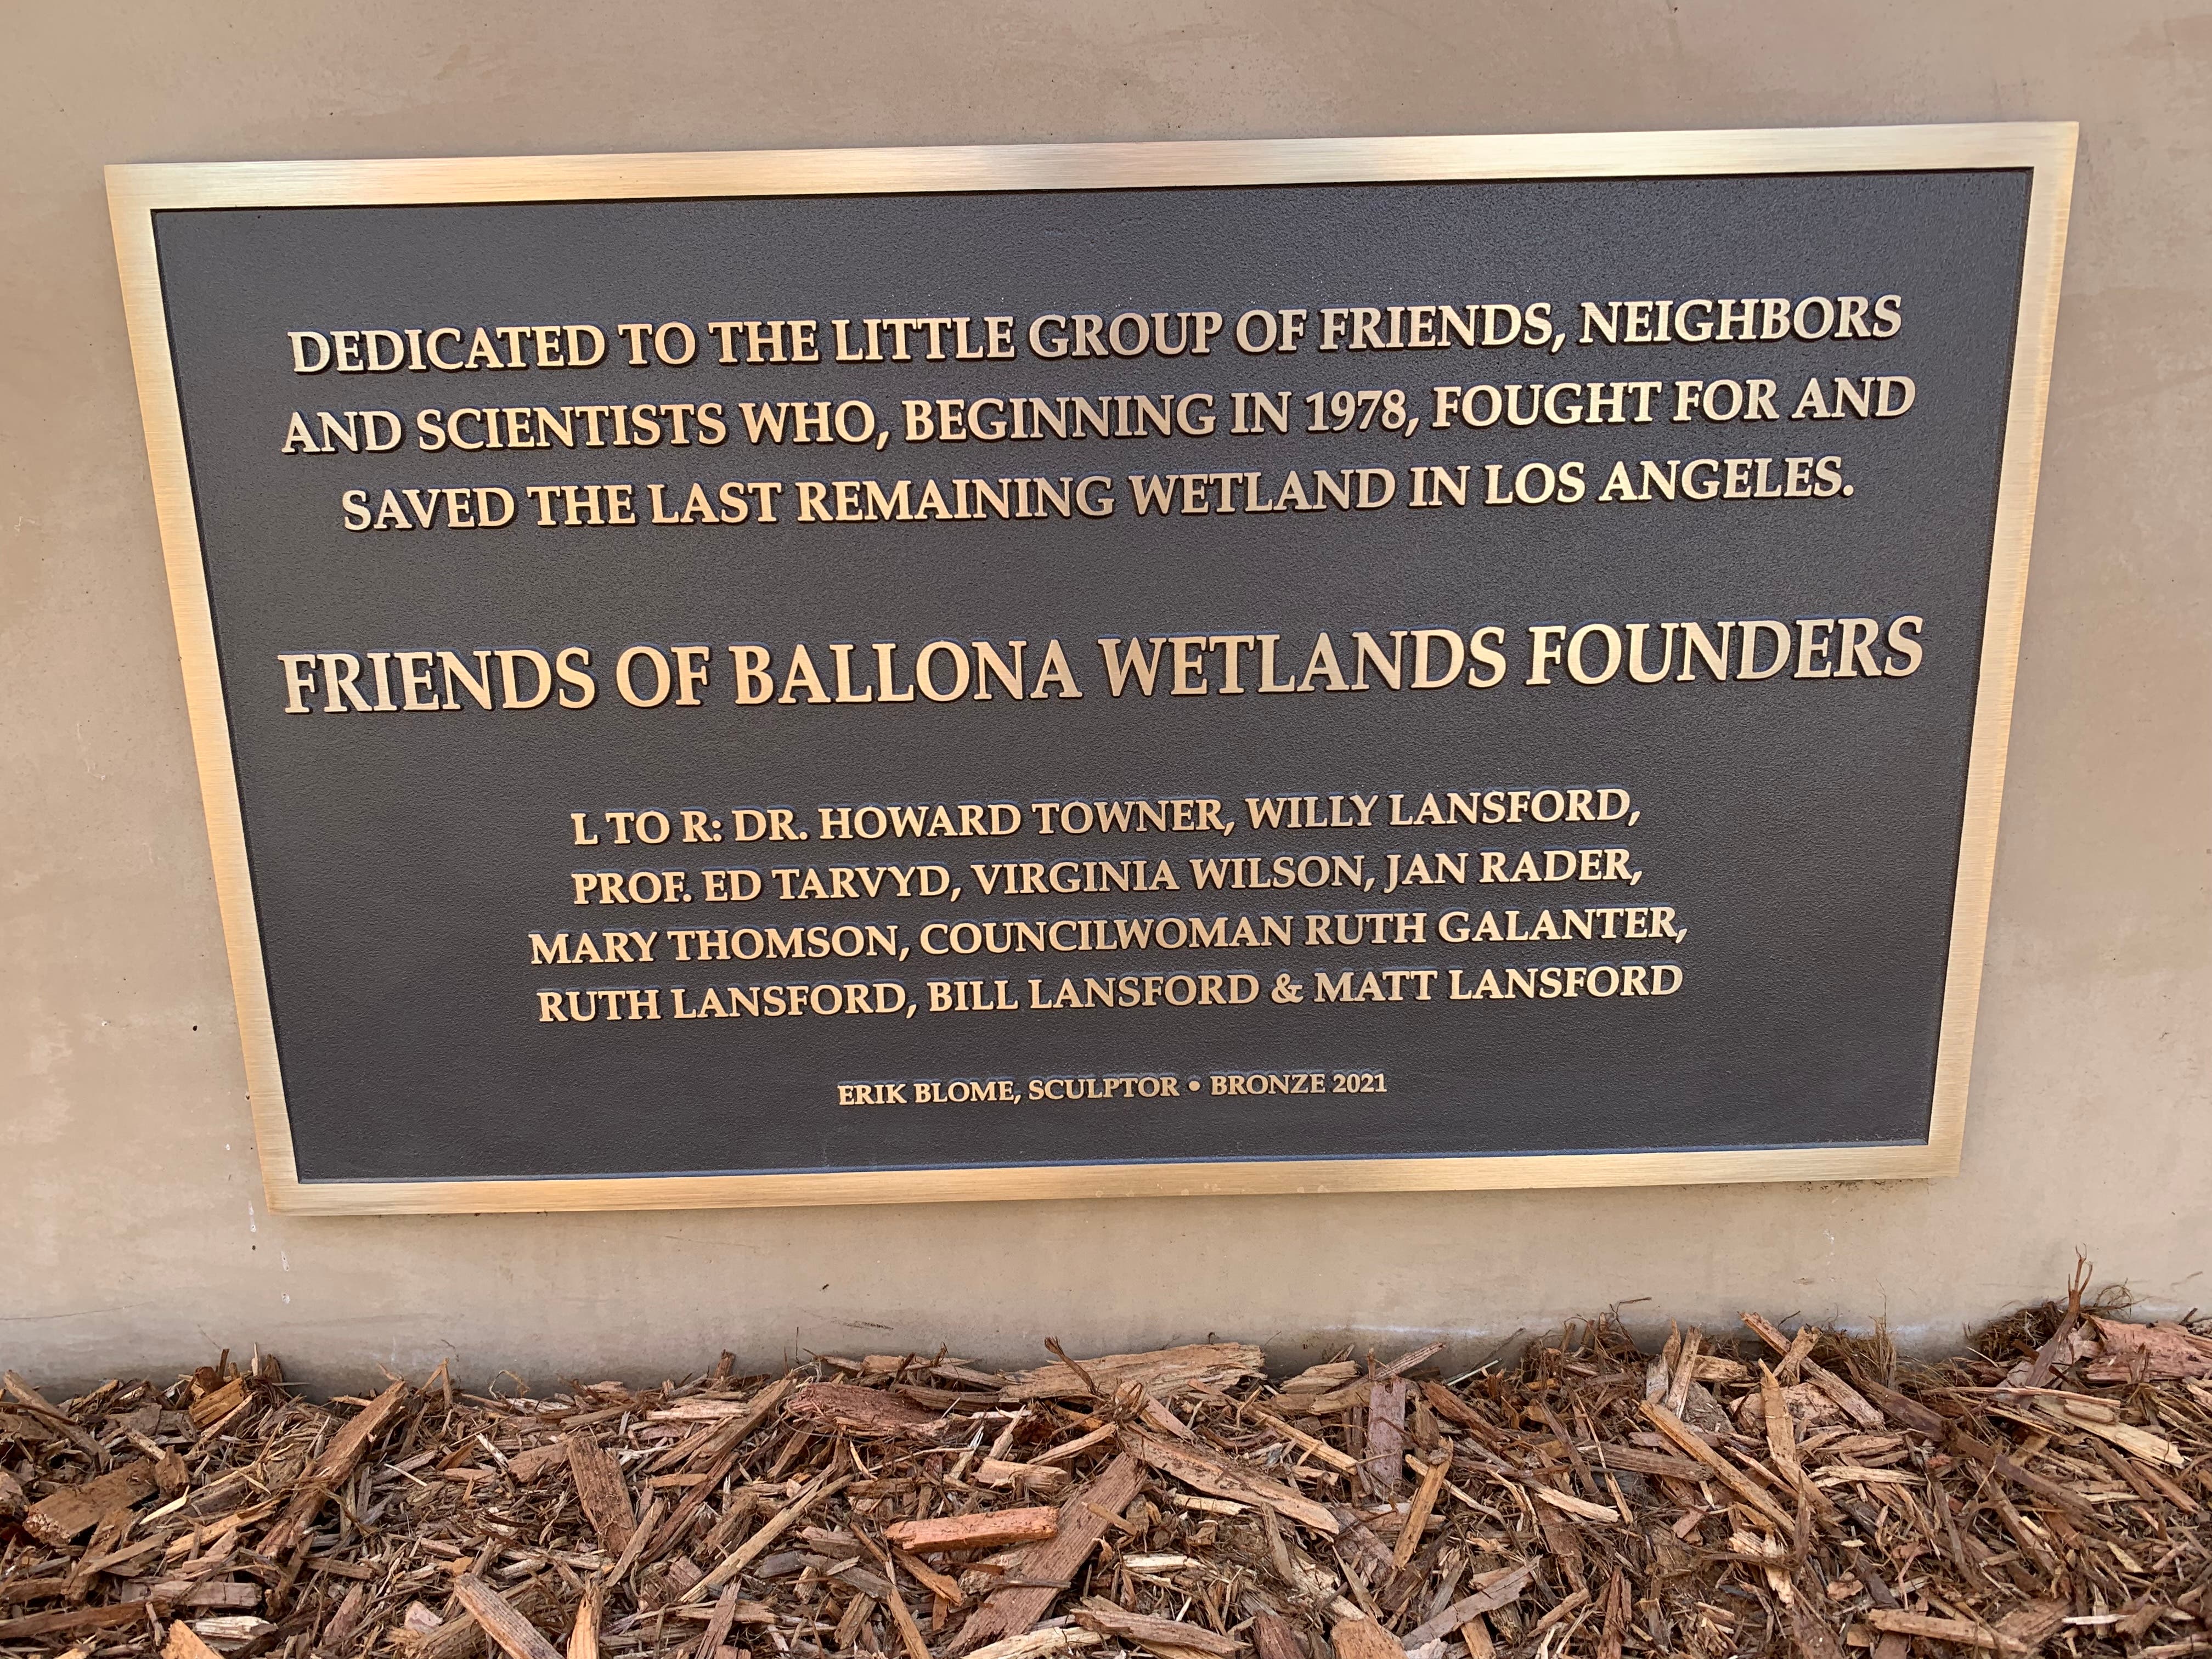 DEDICATED TO THE LITTLE GROUP OF FRIENDS, NEIGHBORS
AND SCIENTISTS WHO, BEGINNING IN 1978, FOUGHT FOR AND
SAVED THE LAST REMAINING WETLAND IN LOS ANGELES.
FRIENDS OF BALLONA WETLANDS FOUNDERS
L TO R: DR. HOWARD TOWNER, WILLY LANSFORD,
PROF. ED TARVYD, VIRGINIA WILSON, JAN RADER,
MARY THOMSON, COUNCILWOMAN RUTH GALANTER,
RUTH LANSFORD, BILL LANSFORD & MATT LANSFORD
ERIK BLOME, SCULPTOR • BRONZE 2021